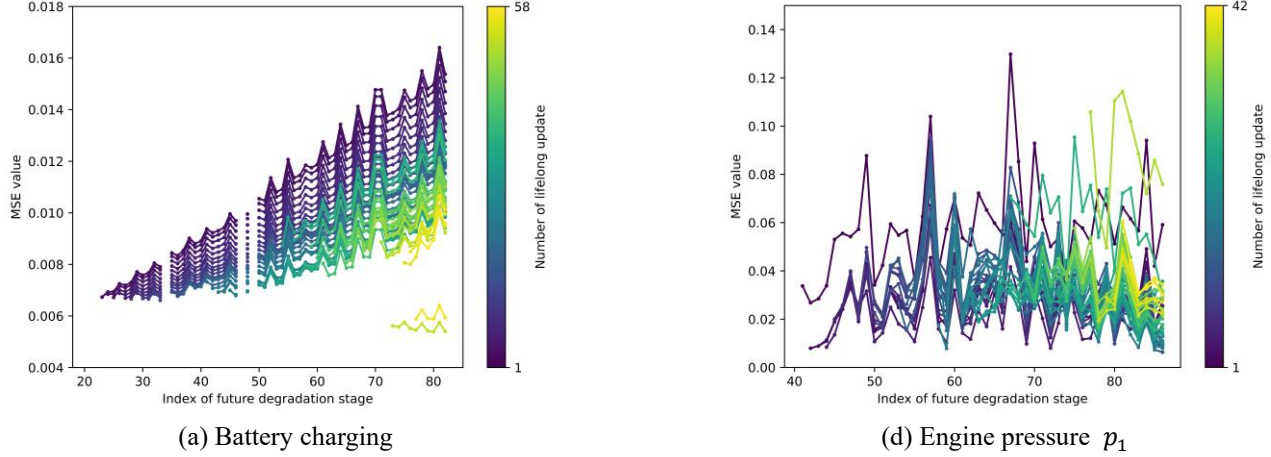 0.018
0.016
0.014
0.012
0.010
0.008
0.006
0.004
MSE value
20 30 40 50 60 70 80
Index of future degradation stage
58
1
Number of lifelong update
(a) Battery charging
0.14
0.12
0.10
0.08
0.06
0.04
0.02
0.00
MSE value
40 50 60 70 80
Index of future degradation stage
42
1
Number of lifelong update
(d) Engine pressure p₁